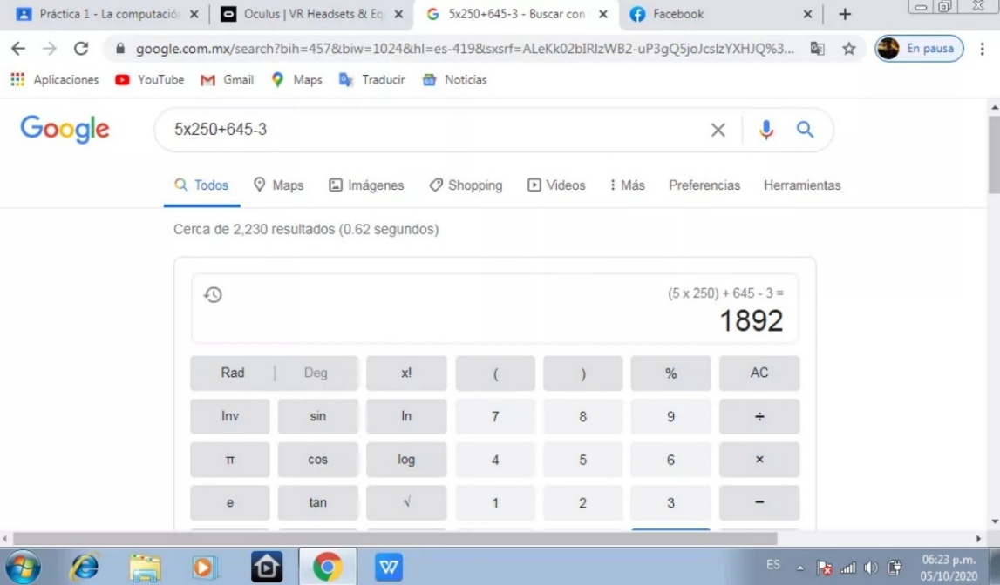 Práctica 1 - La computació
Oculus | VR Headsets & Eq
5x250+645-3 - Buscar con
Facebook
google.com.mx/search?bih=457&biw=1024&hl=es-419&sxsrf=ALeKk02bIRlzWB2-uP3gQ5joJcslzYXHJQ%3...
En pausa
Aplicaciones YouTube Gmail Maps Traducir Noticias
Google
5x250+645-3
Todos Maps Imágenes Shopping Videos Más Preferencias Herramientas
Cerca de 2,230 resultados (0.62 segundos)
(5 x 250) + 645 - 3 =
1892
Rad | Deg x! ( ) % AC
Inv sin ln 7 8 9 ÷
π cos log 4 5 6 ×
e tan √ 1 2 3 −
ES
06:23 p.m.
05/10/2020